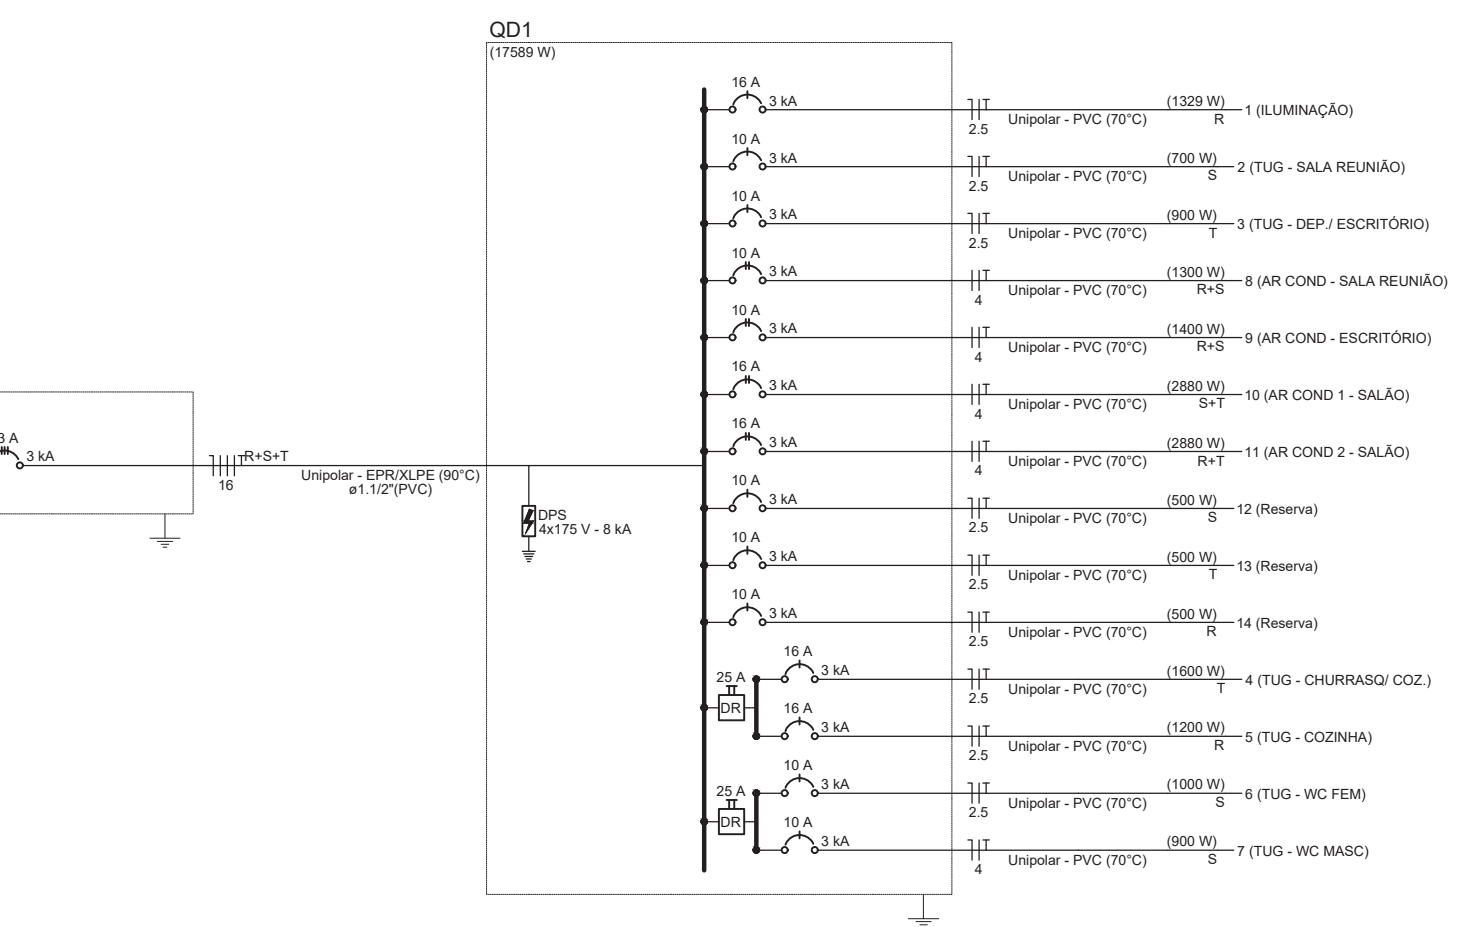 QD1
(17589 W)
16 A
3 kA
2.5
Unipolar - PVC (70°C)
(1329 W)
R
1 (ILUMINAÇÃO)
10 A
3 kA
2.5
Unipolar - PVC (70°C)
(700 W)
S
2 (TUG - SALA REUNIÃO)
10 A
3 kA
2.5
Unipolar - PVC (70°C)
(900 W)
T
3 (TUG - DEP./ ESCRITÓRIO)
10 A
3 kA
4
Unipolar - PVC (70°C)
(1300 W)
R+S
8 (AR COND - SALA REUNIÃO)
10 A
3 kA
4
Unipolar - PVC (70°C)
(1400 W)
R+S
9 (AR COND - ESCRITÓRIO)
16 A
3 kA
4
Unipolar - PVC (70°C)
(2880 W)
S+T
10 (AR COND 1 - SALÃO)
16 A
3 kA
4
Unipolar - PVC (70°C)
(2880 W)
R+T
11 (AR COND 2 - SALÃO)
3 A
3 kA
R+S+T
16
Unipolar - EPR/XLPE (90°C)
ø1.1/2"(PVC)
DPS
4x175 V - 8 kA
10 A
3 kA
2.5
Unipolar - PVC (70°C)
(500 W)
S
12 (Reserva)
10 A
3 kA
2.5
Unipolar - PVC (70°C)
(500 W)
T
13 (Reserva)
10 A
3 kA
2.5
Unipolar - PVC (70°C)
(500 W)
R
14 (Reserva)
25 A
DR
16 A
3 kA
2.5
Unipolar - PVC (70°C)
(1600 W)
T
4 (TUG - CHURRASQ/ COZ.)
16 A
3 kA
2.5
Unipolar - PVC (70°C)
(1200 W)
R
5 (TUG - COZINHA)
25 A
DR
10 A
3 kA
2.5
Unipolar - PVC (70°C)
(1000 W)
S
6 (TUG - WC FEM)
10 A
3 kA
4
Unipolar - PVC (70°C)
(900 W)
S
7 (TUG - WC MASC)